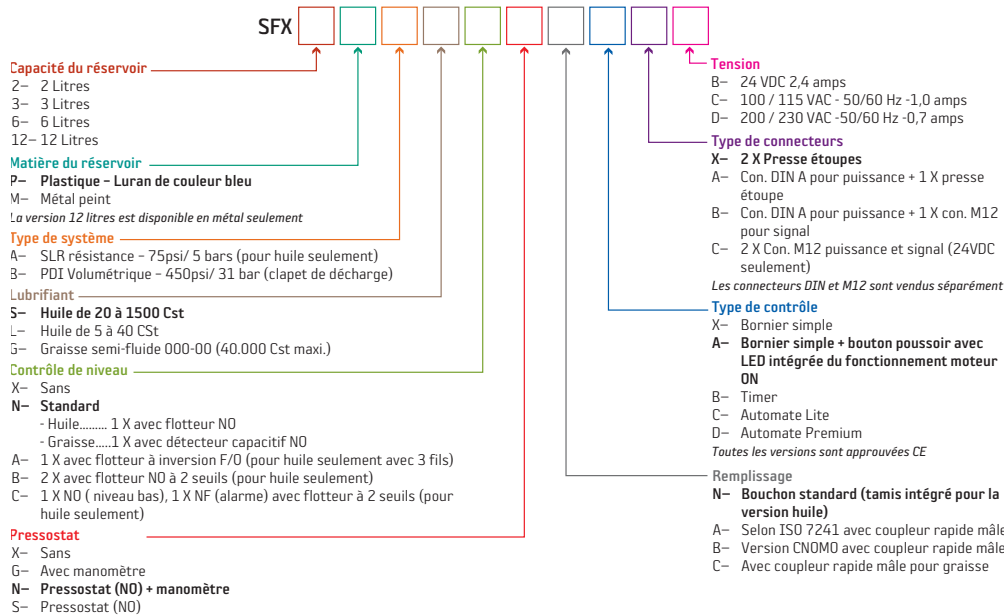 SFX
Capacité du réservoir
2– 2 Litres
3– 3 Litres
6– 6 Litres
12– 12 Litres
Matière du réservoir
P– Plastique – Luran de couleur bleu
M– Métal peint
La version 12 litres est disponible en métal seulement
Type de système
A– SLR résistance – 75psi/ 5 bars (pour huile seulement)
B– PDI Volumétrique – 450psi/ 31 bar (clapet de décharge)
Lubrifiant
S– Huile de 20 à 1500 Cst
L– Huile de 5 à 40 CSt
G– Graisse semi-fluide 000-00 (40.000 Cst maxi.)
Contrôle de niveau
X– Sans
N– Standard
- Huile......... 1 X avec flotteur NO
- Graisse.....1 X avec détecteur capacitif NO
A– 1 X avec flotteur à inversion F/O (pour huile seulement avec 3 fils)
B– 2 X avec flotteur NO à 2 seuils (pour huile seulement)
C– 1 X NO ( niveau bas), 1 X NF (alarme) avec flotteur à 2 seuils (pour
huile seulement)
Pressostat
X– Sans
G– Avec manomètre
N– Pressostat (NO) + manomètre
S– Pressostat (NO)
Tension
B– 24 VDC 2,4 amps
C– 100 / 115 VAC - 50/60 Hz -1,0 amps
D– 200 / 230 VAC -50/60 Hz -0,7 amps
Type de connecteurs
X– 2 X Presse étoupes
A– Con. DIN A pour puissance + 1 X presse
étoupe
B– Con. DIN A pour puissance + 1 X con. M12
pour signal
C– 2 X Con. M12 puissance et signal (24VDC
seulement)
Les connecteurs DIN et M12 sont vendus séparément
Type de contrôle
X– Bornier simple
A– Bornier simple + bouton poussoir avec
LED intégrée du fonctionnement moteur
ON
B– Timer
C– Automate Lite
D– Automate Premium
Toutes les versions sont approuvées CE
Remplissage
N– Bouchon standard (tamis intégré pour la
version huile)
A– Selon ISO 7241 avec coupleur rapide mâle
B– Version CNOMO avec coupleur rapide mâle
C– Avec coupleur rapide mâle pour graisse